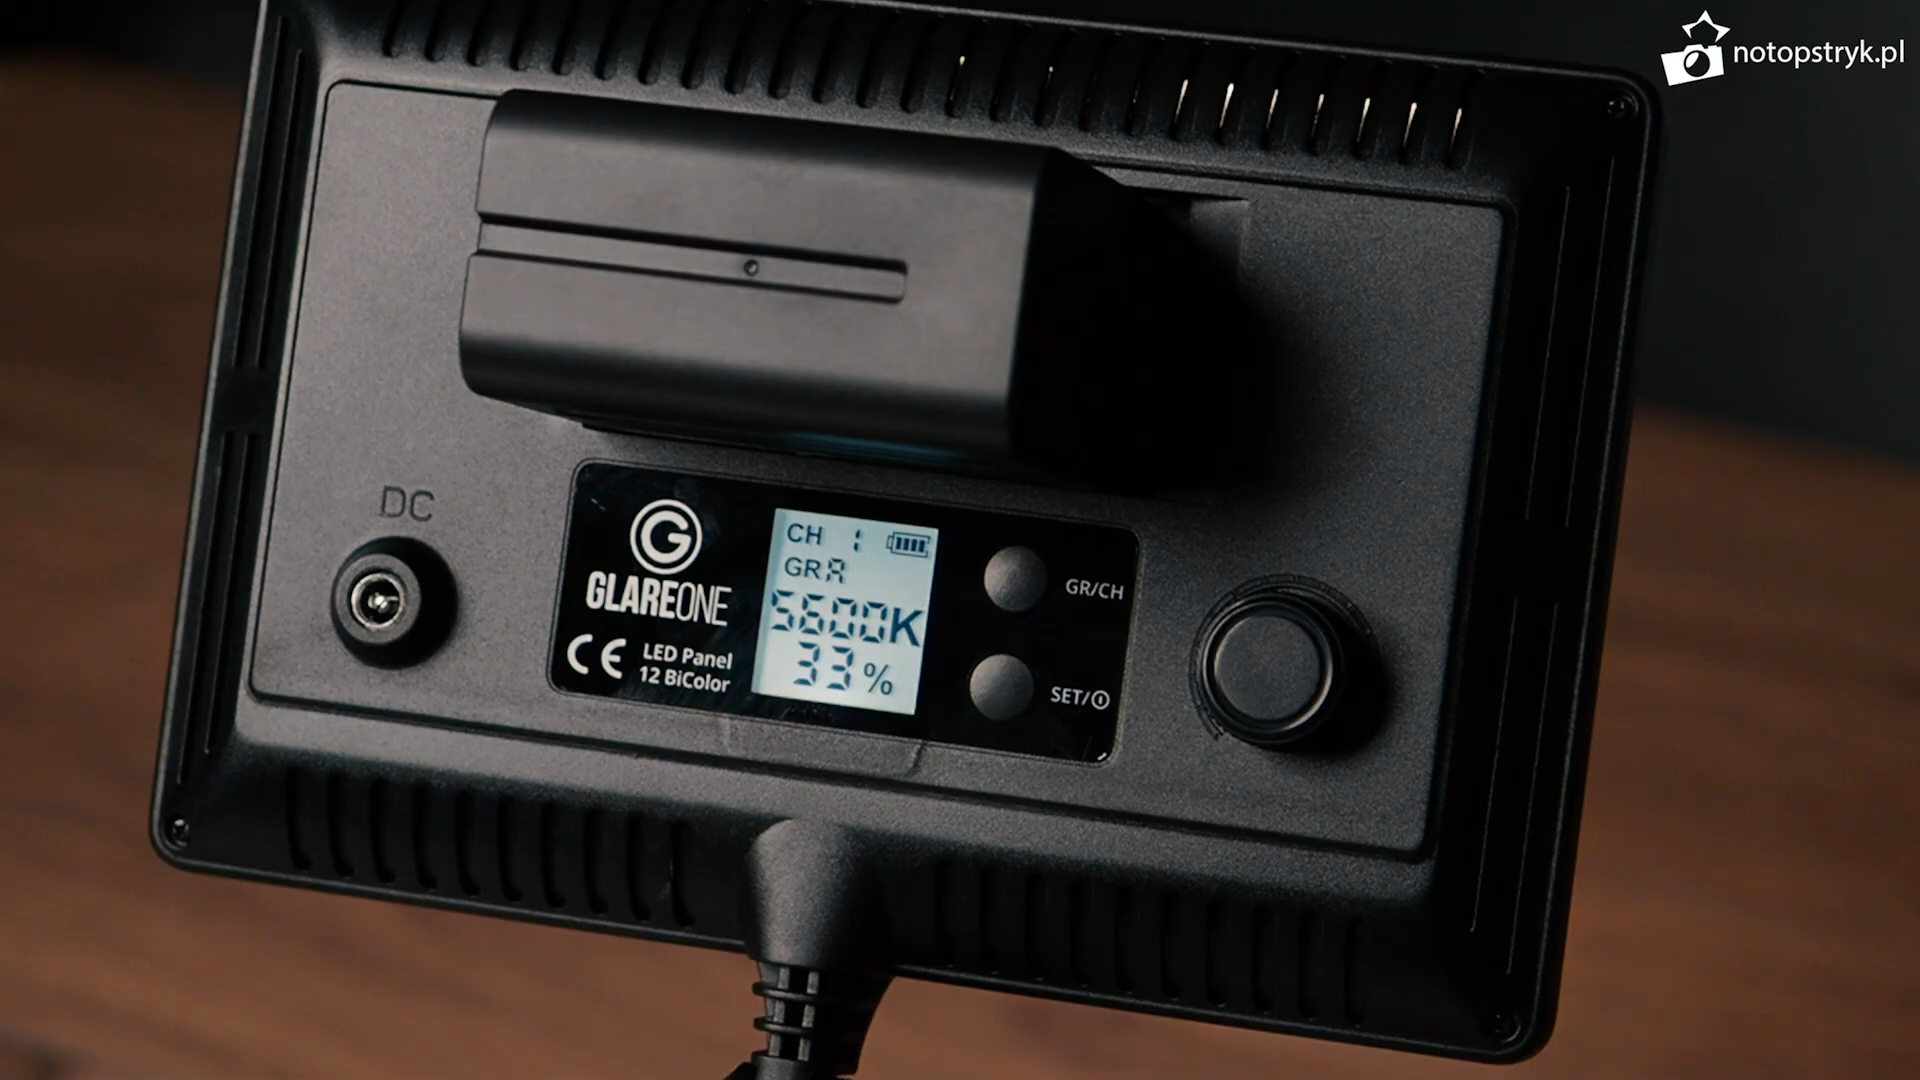 notopstryk.pl
DC
GLAREONE
CE
LED Panel
12 BiColor
CH 1
GR A
5600K
33%
GR/CH
SET/